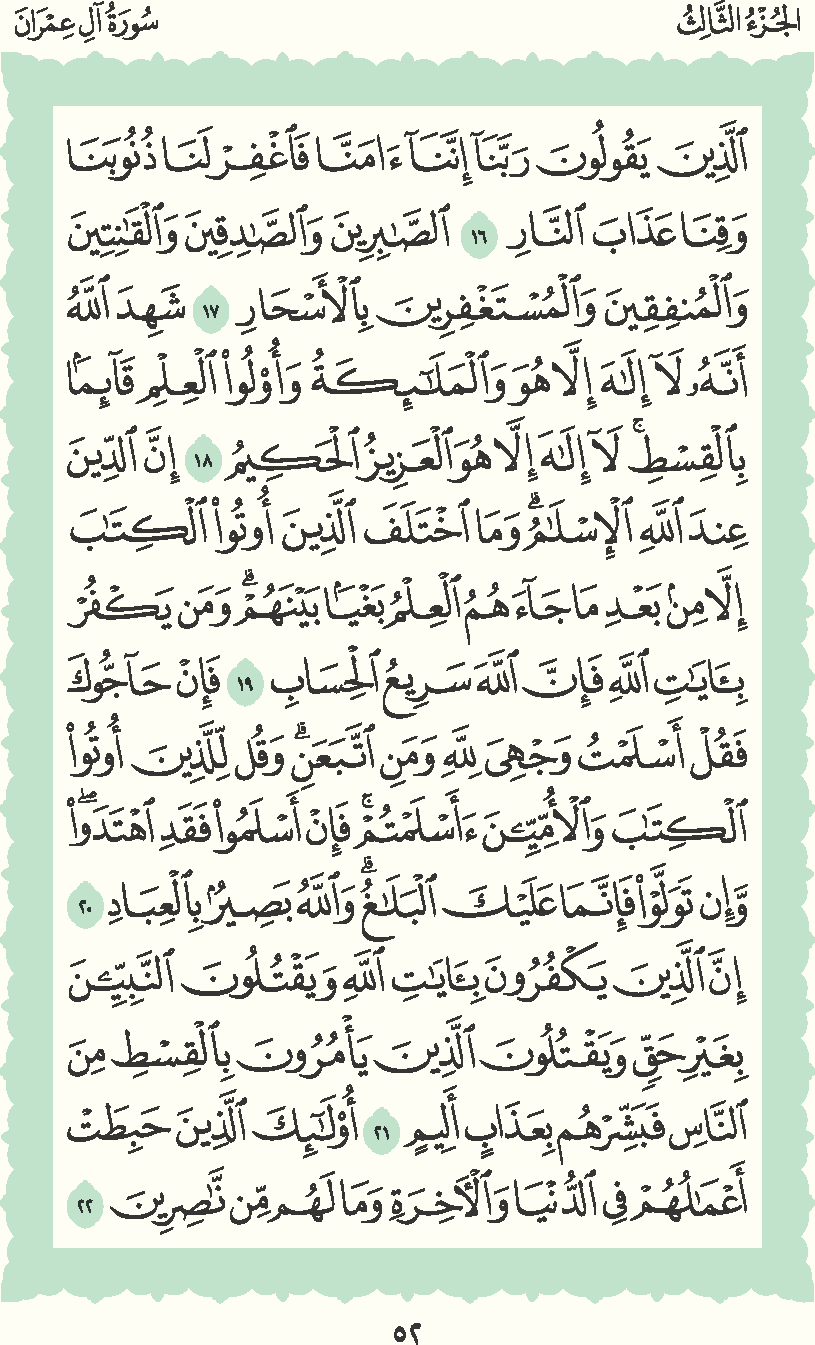 الجُزْءُ الثَّالِثُ
سُورَةُ آلِ عِمْرَانَ
ٱلَّذِينَ يَقُولُونَ رَبَّنَآ إِنَّنَآ ءَامَنَّا فَٱغْفِرْ لَنَا ذُنُوبَنَا
وَقِنَا عَذَابَ ٱلنَّارِ ١٦ ٱلصَّٰبِرِينَ وَٱلصَّٰدِقِينَ وَٱلْقَٰنِتِينَ
وَٱلْمُنفِقِينَ وَٱلْمُسْتَغْفِرِينَ بِٱلْأَسْحَارِ ١٧ شَهِدَ ٱللَّهُ
أَنَّهُۥ لَآ إِلَٰهَ إِلَّا هُوَ وَٱلْمَلَٰٓئِكَةُ وَأُو۟لُوا۟ ٱلْعِلْمِ قَآئِمًۢا
بِٱلْقِسْطِۚ لَآ إِلَٰهَ إِلَّا هُوَ ٱلْعَزِيزُ ٱلْحَكِيمُ ١٨ إِنَّ ٱلدِّينَ
عِندَ ٱللَّهِ ٱلْإِسْلَٰمُۗ وَمَا ٱخْتَلَفَ ٱلَّذِينَ أُوتُوا۟ ٱلْكِتَٰبَ
إِلَّا مِنۢ بَعْدِ مَا جَآءَهُمُ ٱلْعِلْمُ بَغْيًۢا بَيْنَهُمْۗ وَمَن يَكْفُرْ
بِـَٔايَٰتِ ٱللَّهِ فَإِنَّ ٱللَّهَ سَرِيعُ ٱلْحِسَابِ ١٩ فَإِنْ حَآجُّوكَ
فَقُلْ أَسْلَمْتُ وَجْهِىَ لِلَّهِ وَمَنِ ٱتَّبَعَنِۗ وَقُل لِّلَّذِينَ أُوتُوا۟
ٱلْكِتَٰبَ وَٱلْأُمِّيِّـۧنَ ءَأَسْلَمْتُمْۚ فَإِنْ أَسْلَمُوا۟ فَقَدِ ٱهْتَدَوا۟ۖ
وَّإِن تَوَلَّوْا۟ فَإِنَّمَا عَلَيْكَ ٱلْبَلَٰغُۗ وَٱللَّهُ بَصِيرٌۢ بِٱلْعِبَادِ ٢٠
إِنَّ ٱلَّذِينَ يَكْفُرُونَ بِـَٔايَٰتِ ٱللَّهِ وَيَقْتُلُونَ ٱلنَّبِيِّـۧنَ
بِغَيْرِ حَقٍّ وَيَقْتُلُونَ ٱلَّذِينَ يَأْمُرُونَ بِٱلْقِسْطِ مِنَ
ٱلنَّاسِ فَبَشِّرْهُم بِعَذَابٍ أَلِيمٍ ٢١ أُو۟لَٰٓئِكَ ٱلَّذِينَ حَبِطَتْ
أَعْمَٰلُهُمْ فِى ٱلدُّنْيَا وَٱلْـَٔاخِرَةِ وَمَا لَهُم مِّن نَّٰصِرِينَ ٢٢
٥٢